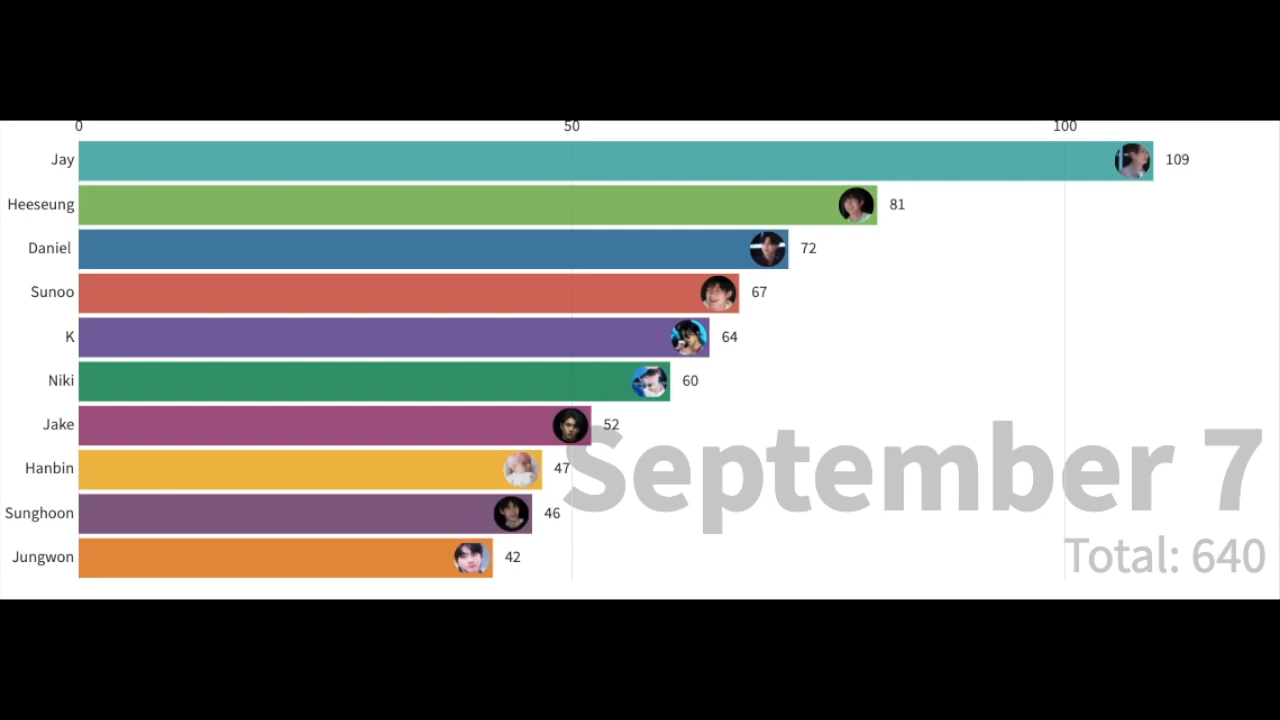 0 50 100
Jay 109
Heeseung 81
Daniel 72
Sunoo 67
K 64
Niki 60
Jake 52
Hanbin 47
Sunghoon 46
Jungwon 42
September 7
Total: 640